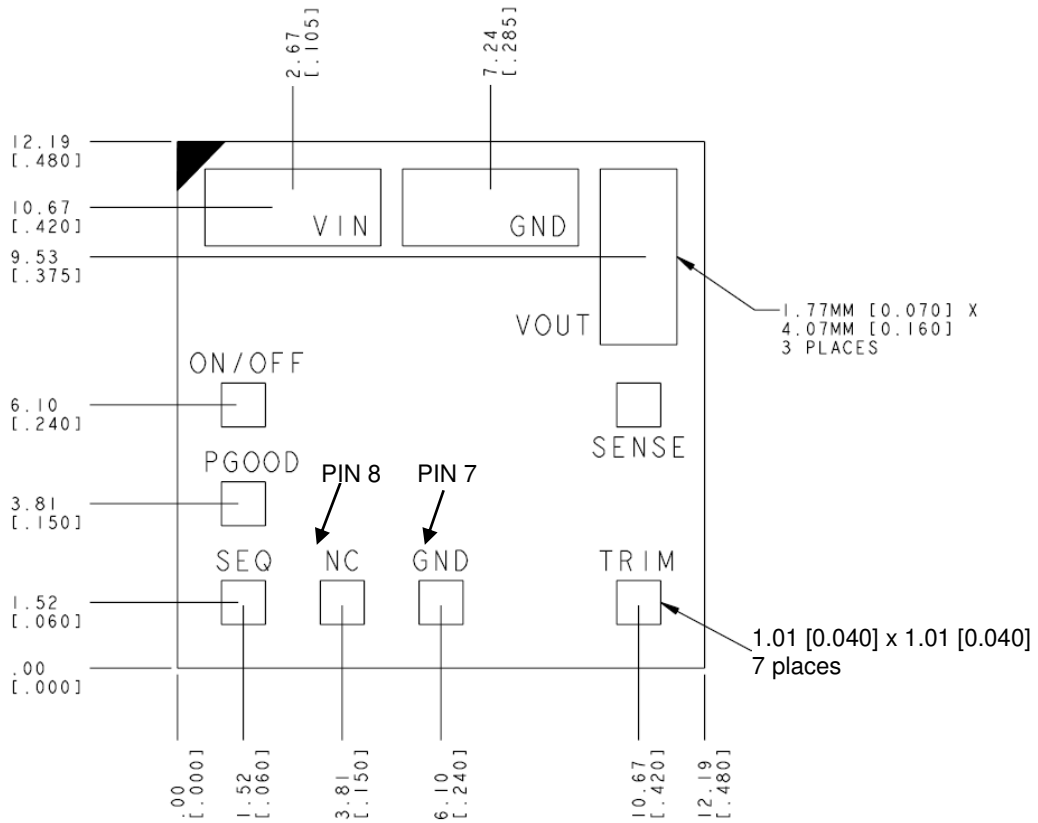 2.67
[.105]
7.24
[.285]
12.19
[.480]
10.67
[.420]
VIN
GND
9.53
[.375]
1.77MM [0.070] X
4.07MM [0.160]
3 PLACES
VOUT
ON/OFF
6.10
[.240]
SENSE
PGOOD
PIN 8
PIN 7
3.81
[.150]
SEQ
NC
GND
TRIM
1.52
[.060]
1.01 [0.040] x 1.01 [0.040]
7 places
.00
[.000]
.00
[.000]
1.52
[.060]
3.81
[.150]
6.10
[.240]
10.67
[.420]
12.19
[.480]